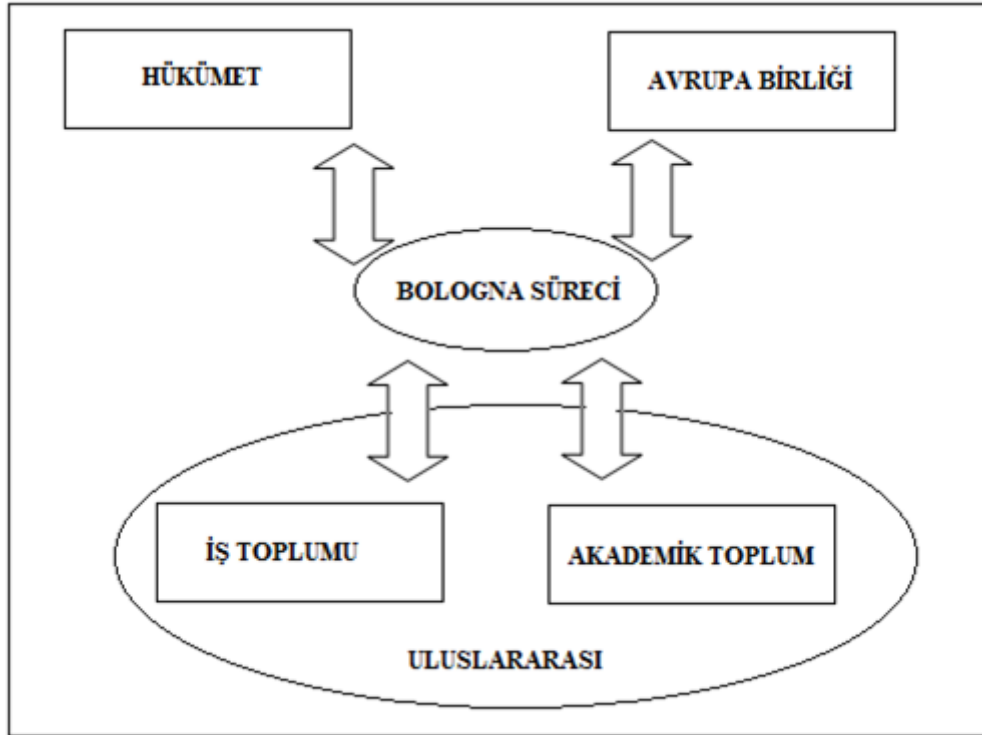 HÜKÜMET
AVRUPA BİRLİĞİ
BOLOGNA SÜRECİ
İŞ TOPLUMU
AKADEMİK TOPLUM
ULUSLARARASI